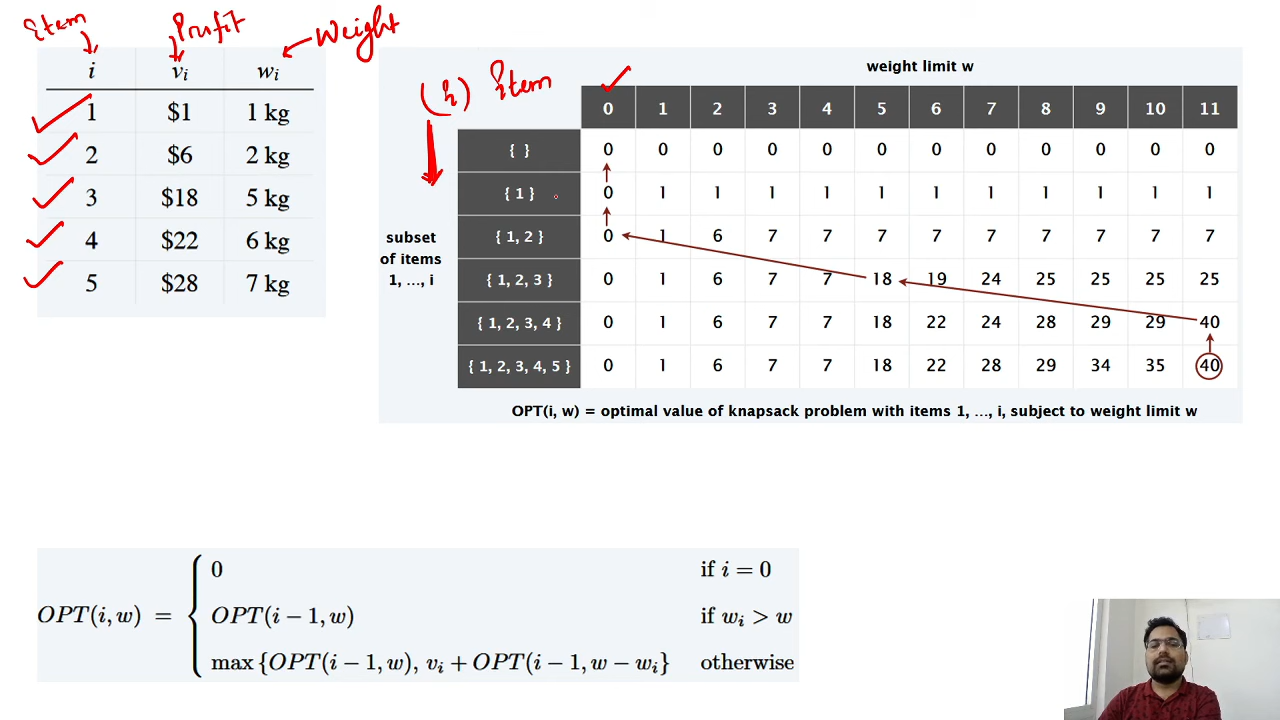 Item
Profit
Weight
i vi wi
1 $1 1 kg
2 $6 2 kg
3 $18 5 kg
4 $22 6 kg
5 $28 7 kg
item
weight limit w
0 1 2 3 4 5 6 7 8 9 10 11
{ } 0 0 0 0 0 0 0 0 0 0 0 0
{ 1 } 0 1 1 1 1 1 1 1 1 1 1 1
{ 1, 2 } 0 1 6 7 7 7 7 7 7 7 7 7
{ 1, 2, 3 } 0 1 6 7 7 18 19 24 25 25 25 25
{ 1, 2, 3, 4 } 0 1 6 7 7 18 22 24 28 29 29 40
{ 1, 2, 3, 4, 5 } 0 1 6 7 7 18 22 28 29 34 35 40
subset
of items
1, ..., i
OPT(i, w) = optimal value of knapsack problem with items 1, ..., i, subject to weight limit w
0 if i = 0
OPT(i, w) = OPT(i − 1, w) if wi > w
max {OPT(i − 1, w), vi + OPT(i − 1, w − wi} otherwise